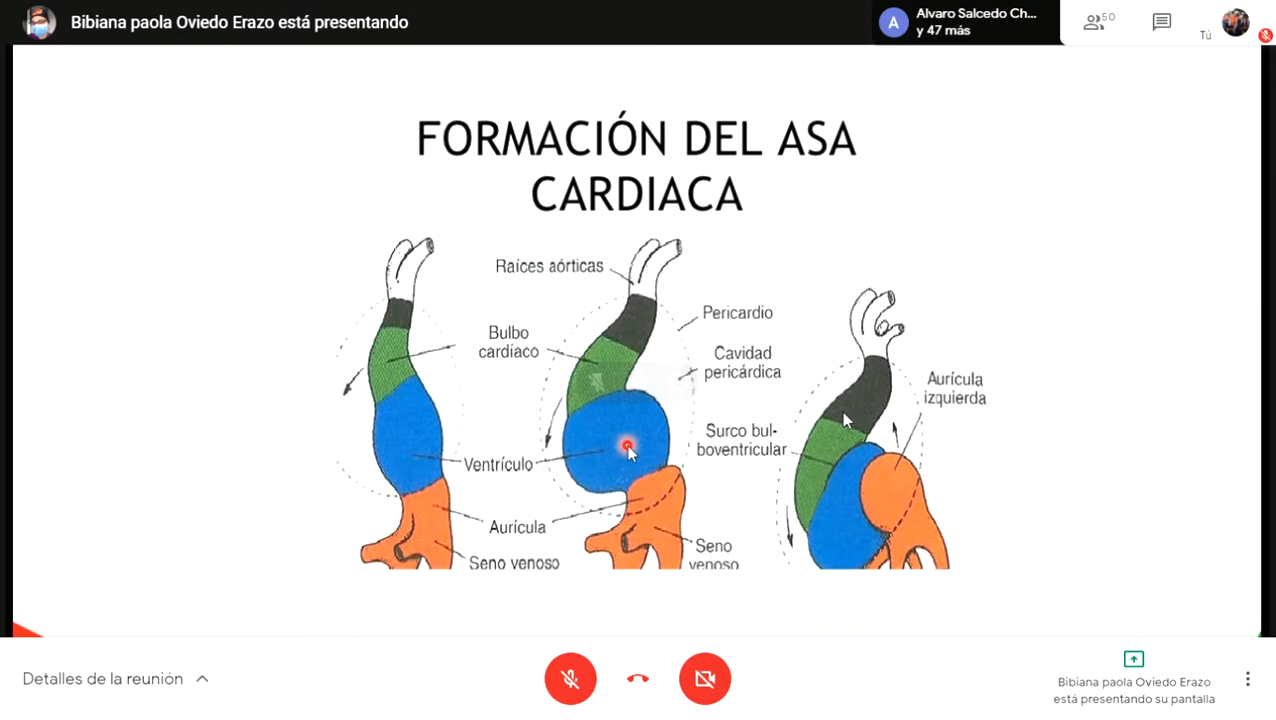 Bibiana paola Oviedo Erazo está presentando
Alvaro Salcedo Ch...
y 47 más
A
50
Tú
FORMACIÓN DEL ASA
CARDIACA
Raíces aórticas
Pericardio
Bulbo
cardíaco
Cavidad
pericárdica
Aurícula
izquierda
Surco bul-
boventricular
Ventrículo
Aurícula
Seno venoso
Seno
venoso
Detalles de la reunión
Bibiana paola Oviedo Erazo
está presentando su pantalla